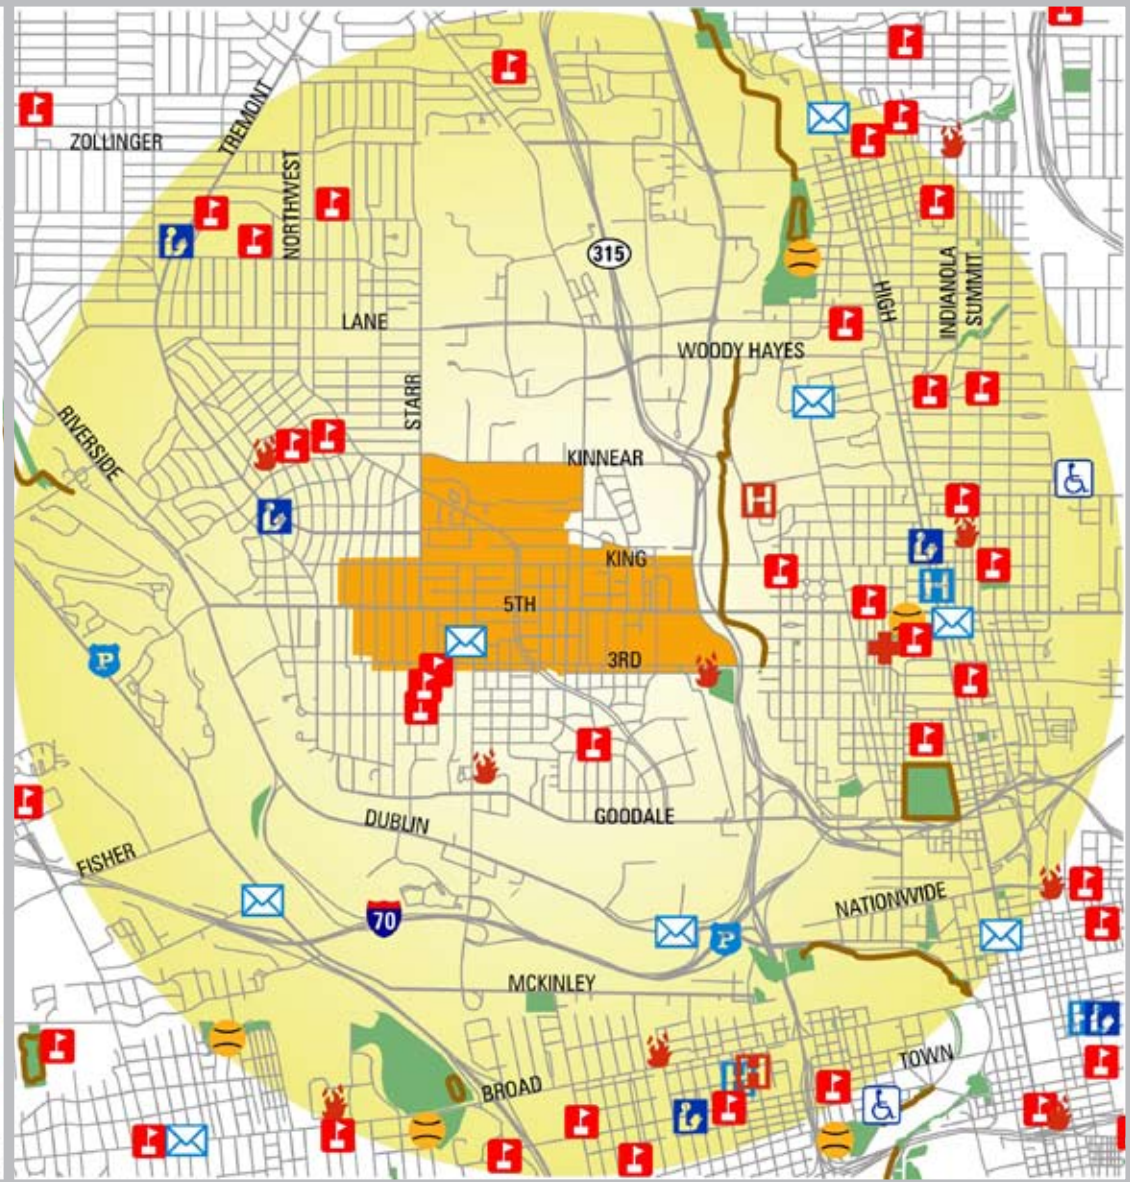 ZOLLINGER
TREMONT
NORTHWEST
315
HIGH
INDIANOLA
SUMMIT
LANE
WOODY HAYES
STARR
RIVERSIDE
KINNEAR
H
KING
H
5TH
P
3RD
DUBLIN
GOODALE
FISHER
NATIONWIDE
70
P
MCKINLEY
TOWN
H
BROAD